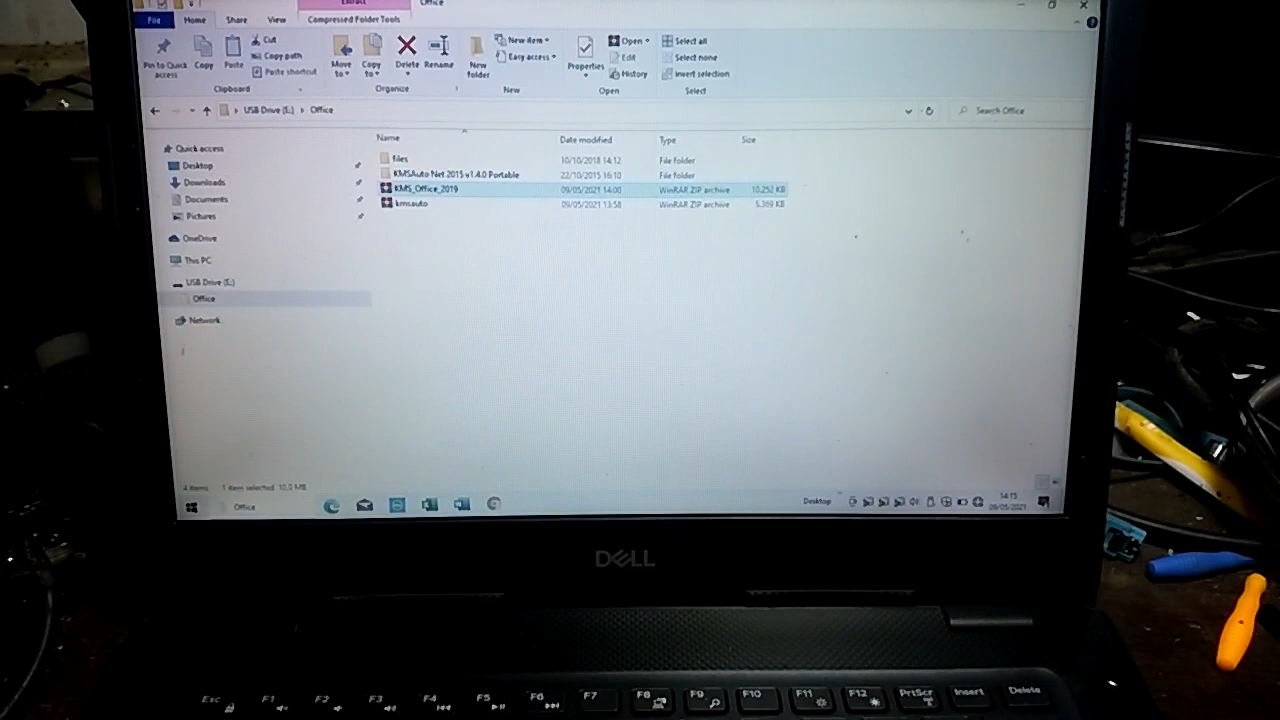 Extract
Office
File Home Share View Compressed Folder Tools
Pin to Quick access
Copy
Paste
Cut
Copy path
Paste shortcut
Move to
Copy to
Delete
Rename
New folder
New item
Easy access
Properties
Open
Edit
History
Select all
Select none
Invert selection
Clipboard
Organize
New
Open
Select
USB Drive (E:) Office
Search Office
Name Date modified Type Size
files 10/10/2018 14:12 File folder
KMSAuto Net 2015 v1.4.0 Portable 22/10/2015 16:10 File folder
KMS_Office_2019 09/05/2021 14:00 WinRAR ZIP archive 10.252 KB
kmsauto 09/05/2021 13:58 WinRAR ZIP archive 5.369 KB
Quick access
Desktop
Downloads
Documents
Pictures
OneDrive
This PC
USB Drive (E:)
Office
Network
4 items 1 item selected 10,0 MB
Office
Desktop
14:15
09/05/2021
DELL
Esc F1 F2 F3 F4 F5 F6 F7 F8 F9 F10 F11 F12 PrtScr Insert Delete